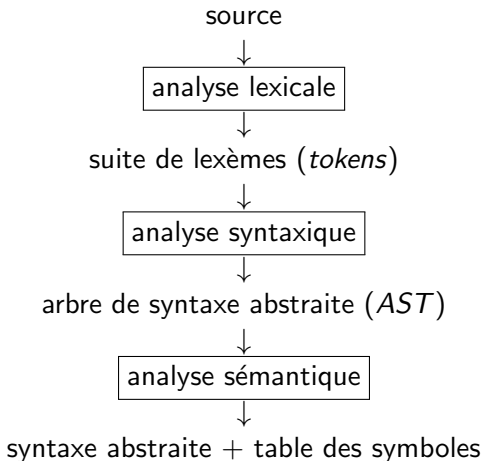 source
analyse lexicale
suite de lexèmes (tokens)
analyse syntaxique
arbre de syntaxe abstraite (AST)
analyse sémantique
syntaxe abstraite + table des symboles